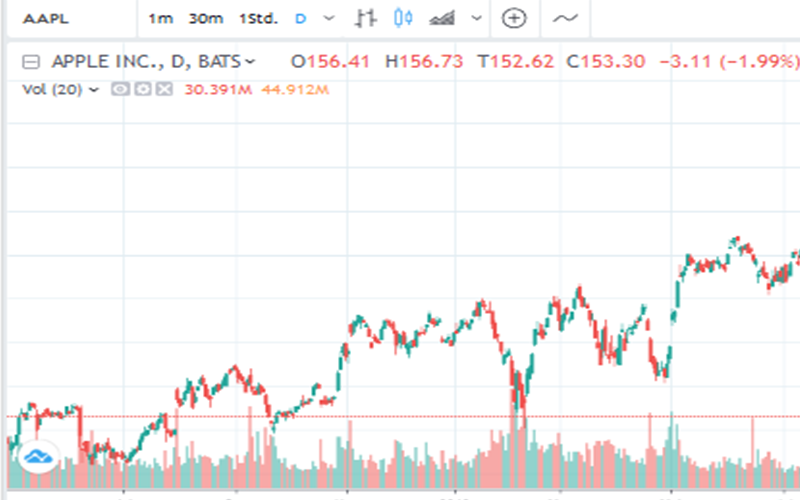 AAPL 1m 30m 1Std. D
APPLE INC., D, BATS O156.41 H156.73 T152.62 C153.30 −3.11 (−1.99%)
Vol (20) 30.391M 44.912M